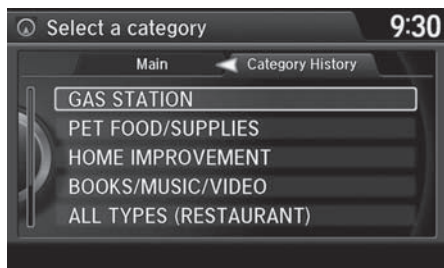 Select a category 9:30
Main Category History
GAS STATION
PET FOOD/SUPPLIES
HOME IMPROVEMENT
BOOKS/MUSIC/VIDEO
ALL TYPES (RESTAURANT)